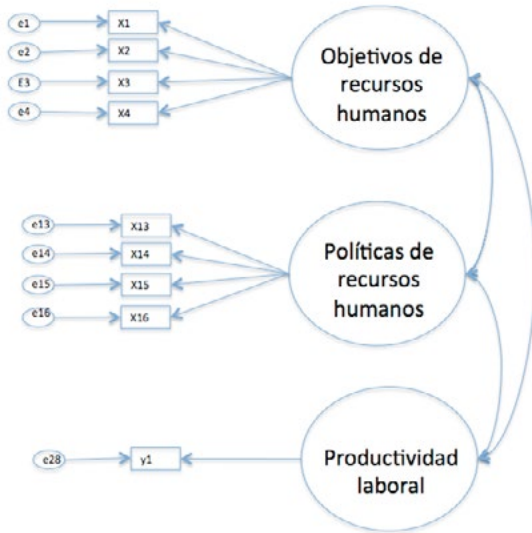 e1
X1
e2
X2
E3
X3
e4
X4
Objetivos de
recursos
humanos
e13
X13
e14
X14
e15
X15
e16
X16
Políticas de
recursos
humanos
e28
y1
Productividad
laboral